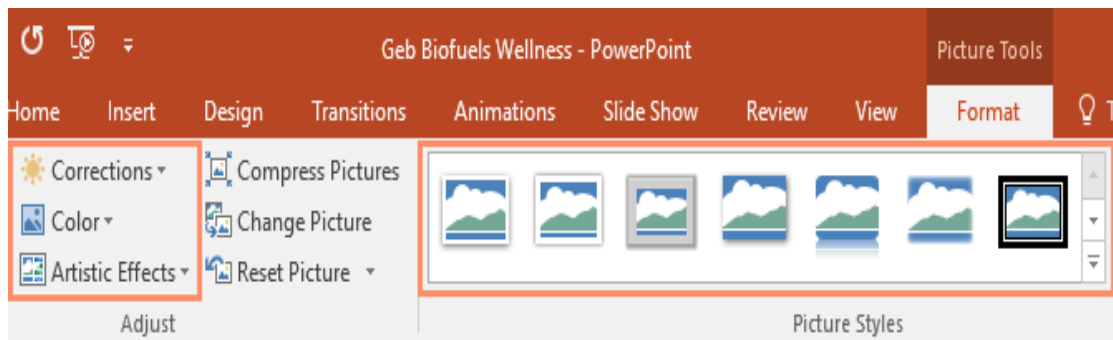 Geb Biofuels Wellness - PowerPoint
Picture Tools
Home Insert Design Transitions Animations Slide Show Review View Format
Corrections
Compress Pictures
Color
Change Picture
Artistic Effects
Reset Picture
Adjust
Picture Styles